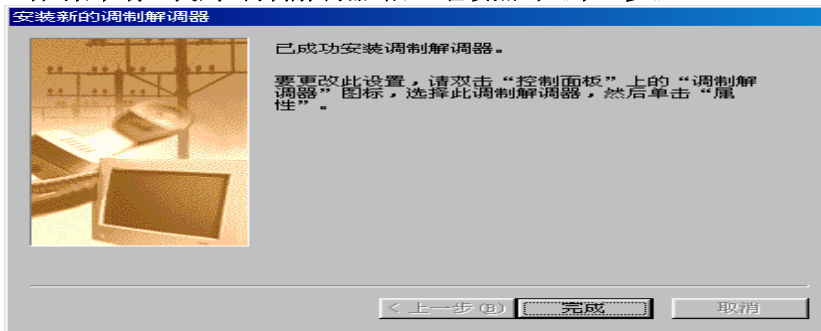 安装新的调制解调器
已成功安装调制解调器。
要更改此设置，请双击“控制面板”上的“调制解
调器”图标，选择此调制解调器，然后单击“属
性”。
< 上一步(B)
完成
取消